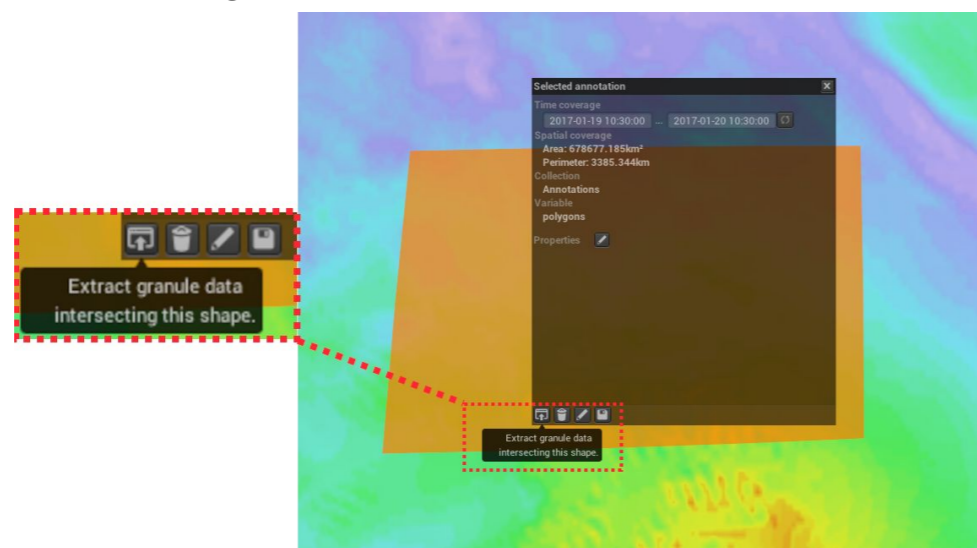 Selected annotation
Time coverage
2017-01-19 10:30:00 ... 2017-01-20 10:30:00
Spatial coverage
Area: 678677.185km²
Perimeter: 3385.344km
Collection
Annotations
Variable
polygons
Properties
Extract granule data
intersecting this shape.
Extract granule data
intersecting this shape.